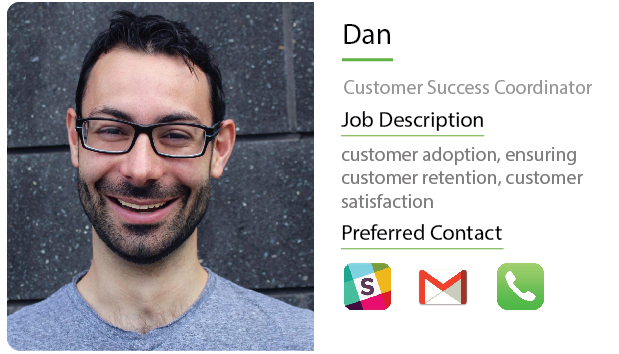 Dan
Customer Success Coordinator
Job Description
customer adoption, ensuring
customer retention, customer
satisfaction
Preferred Contact
S